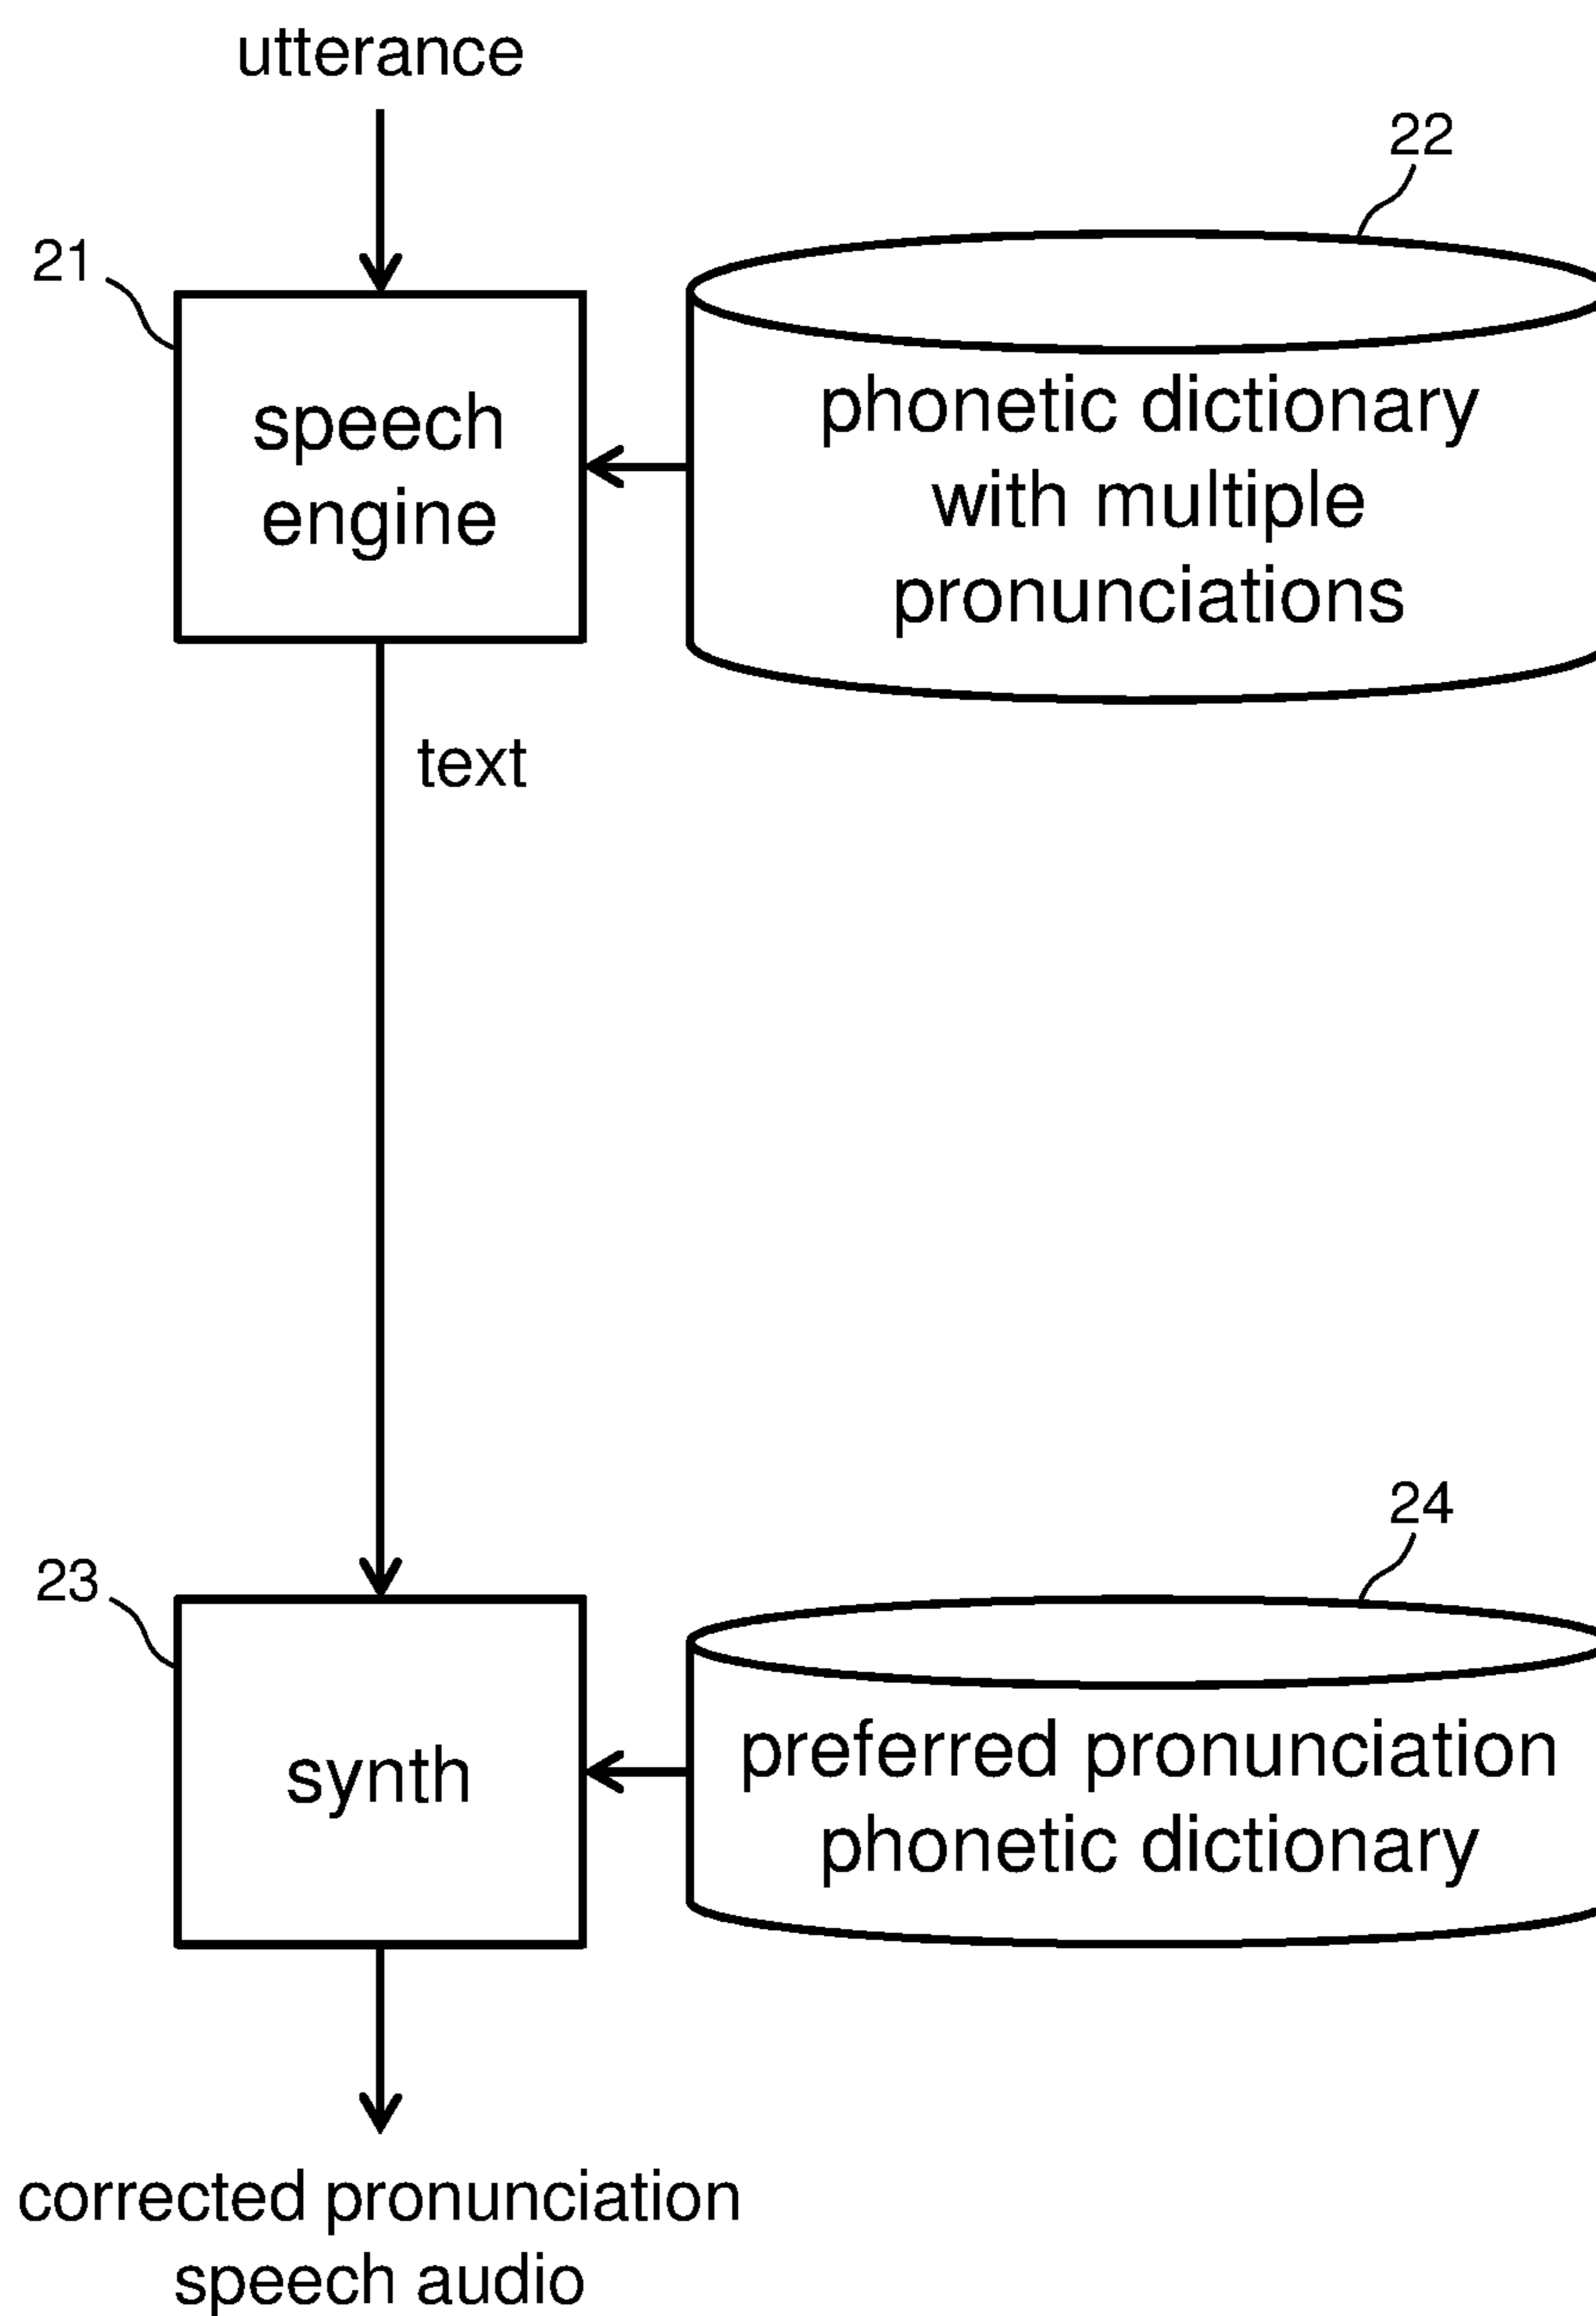 utterance
22
21
speech
engine
phonetic dictionary
with multiple
pronunciations
text
24
23
synth
preferred pronunciation
phonetic dictionary
corrected pronunciation
speech audio